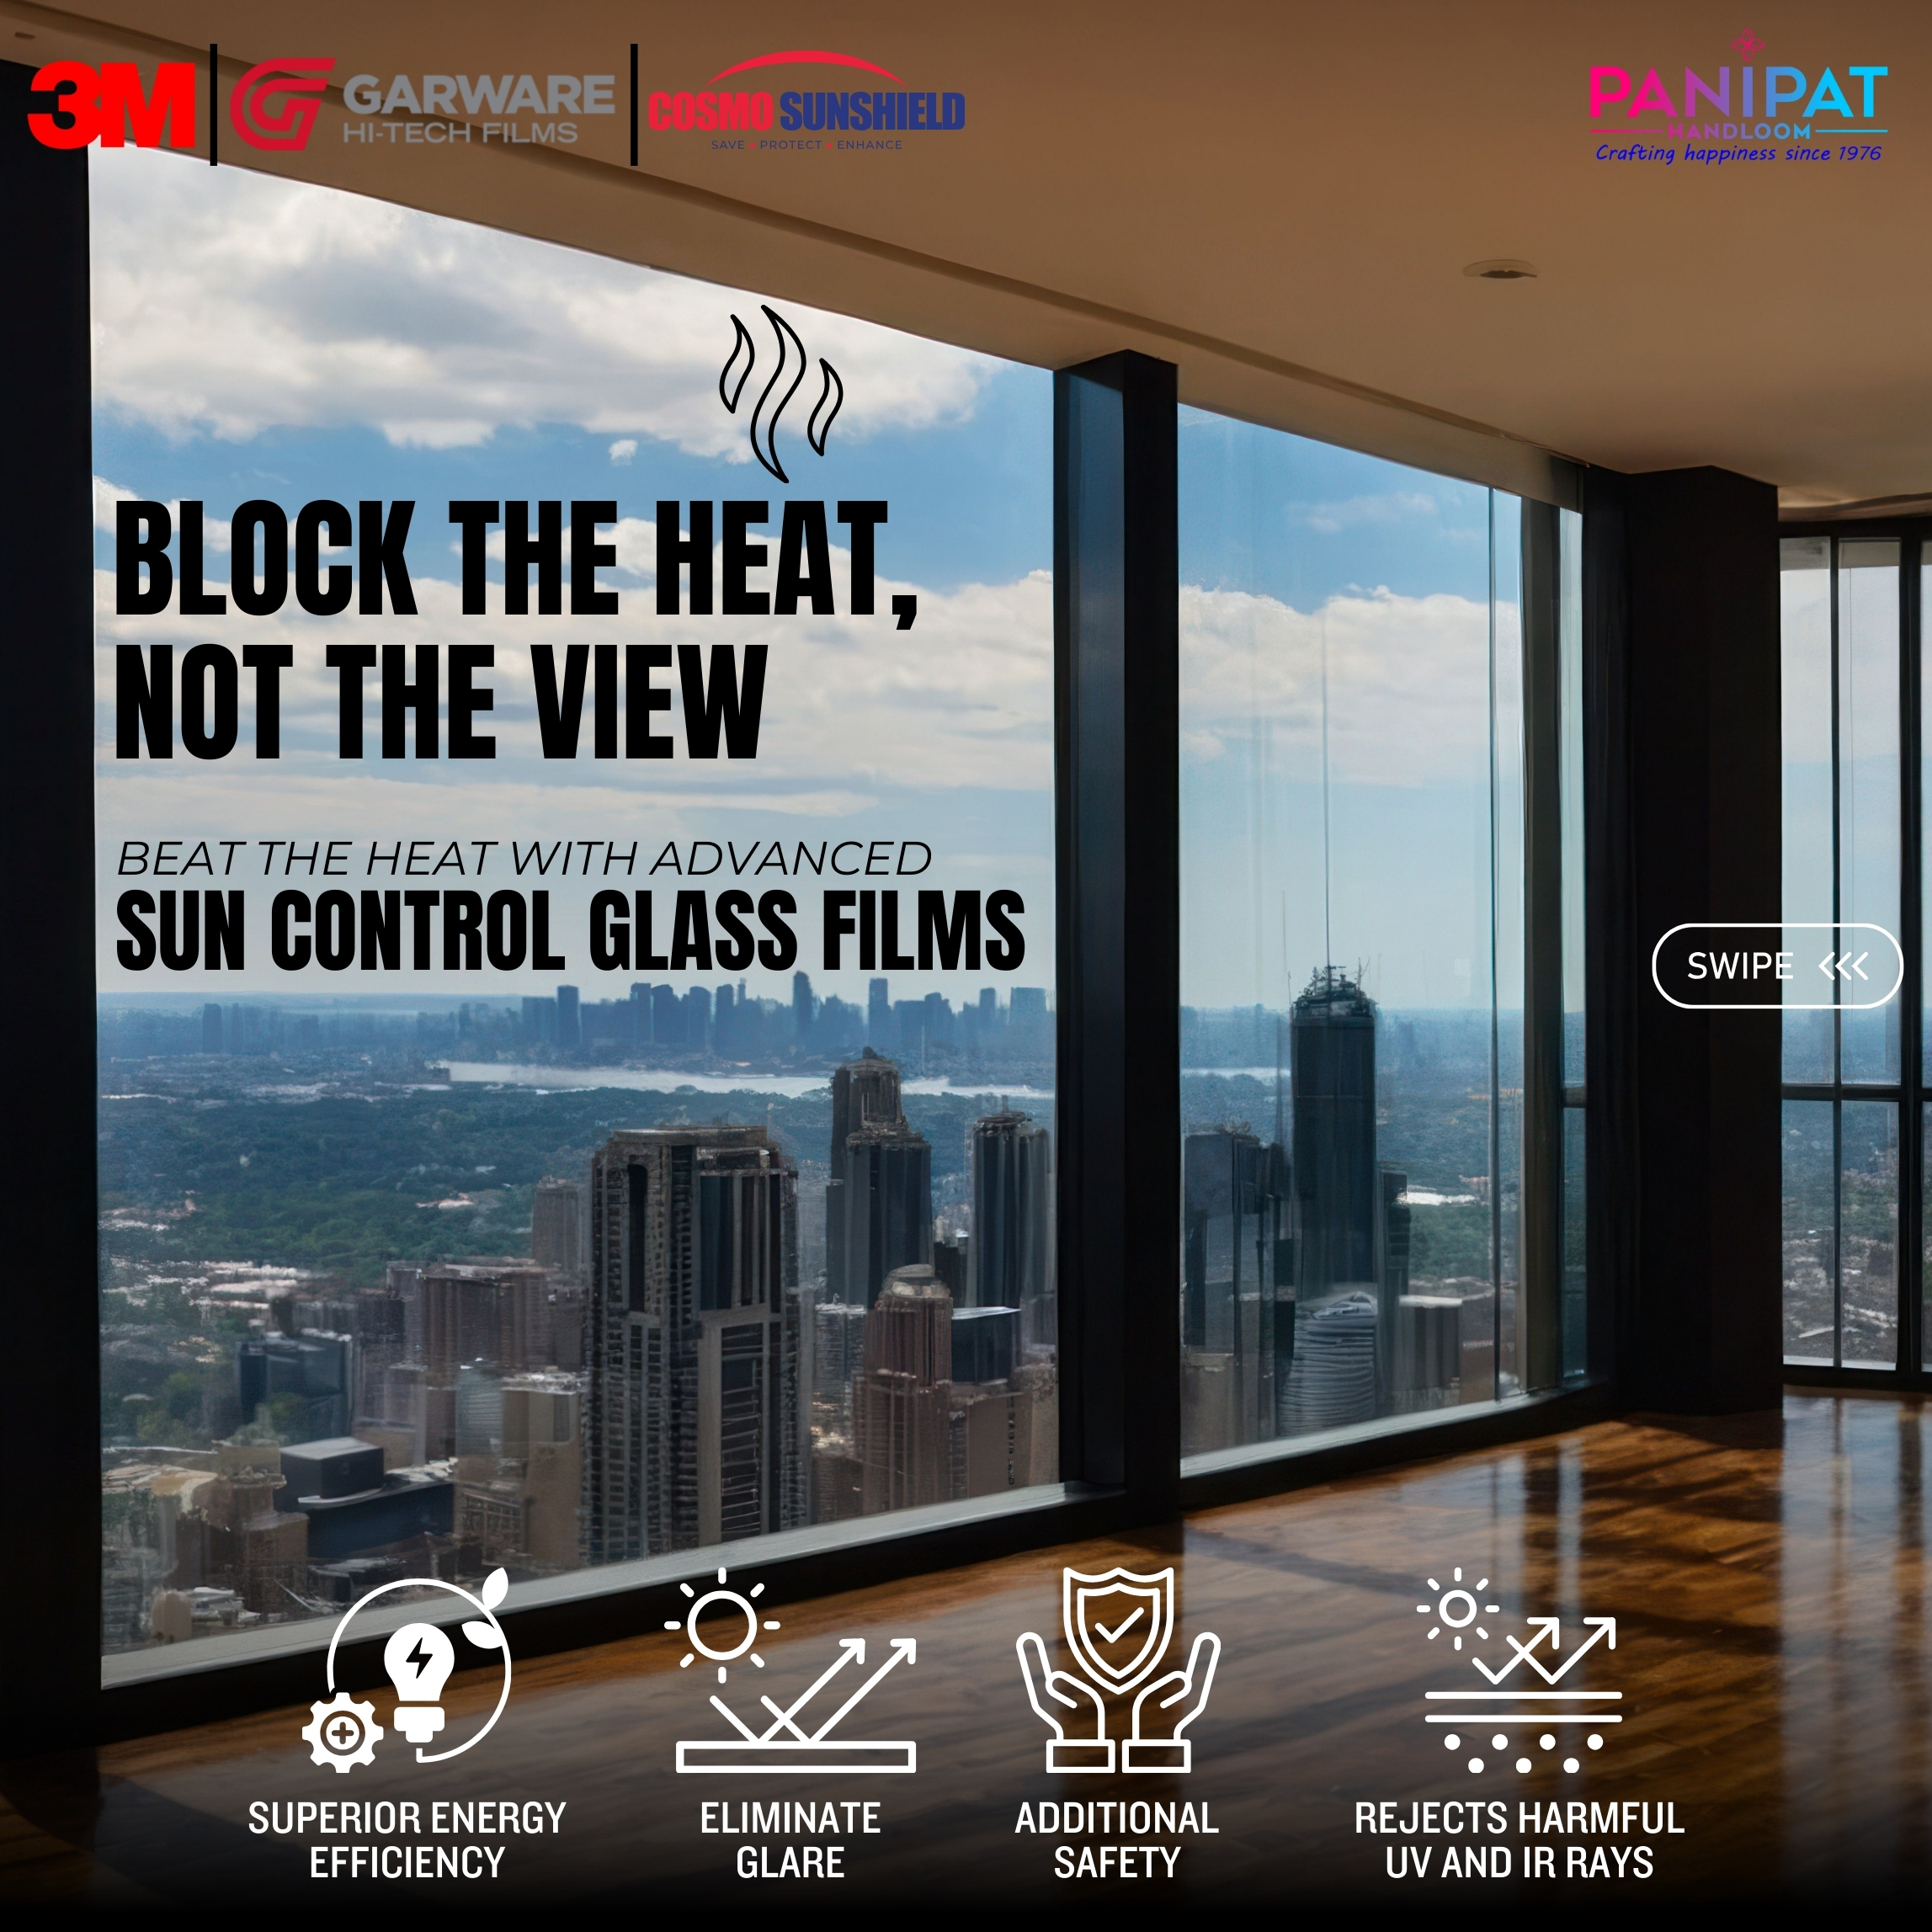 3M
GARWARE
HI-TECH FILMS
COSMO SUNSHIELD
SAVE • PROTECT • ENHANCE
PANIPAT
HANDLOOM
Crafting happiness since 1976
BLOCK THE HEAT,
NOT THE VIEW
BEAT THE HEAT WITH ADVANCED
SUN CONTROL GLASS FILMS
SWIPE
SUPERIOR ENERGY
EFFICIENCY
ELIMINATE
GLARE
ADDITIONAL
SAFETY
REJECTS HARMFUL
UV AND IR RAYS